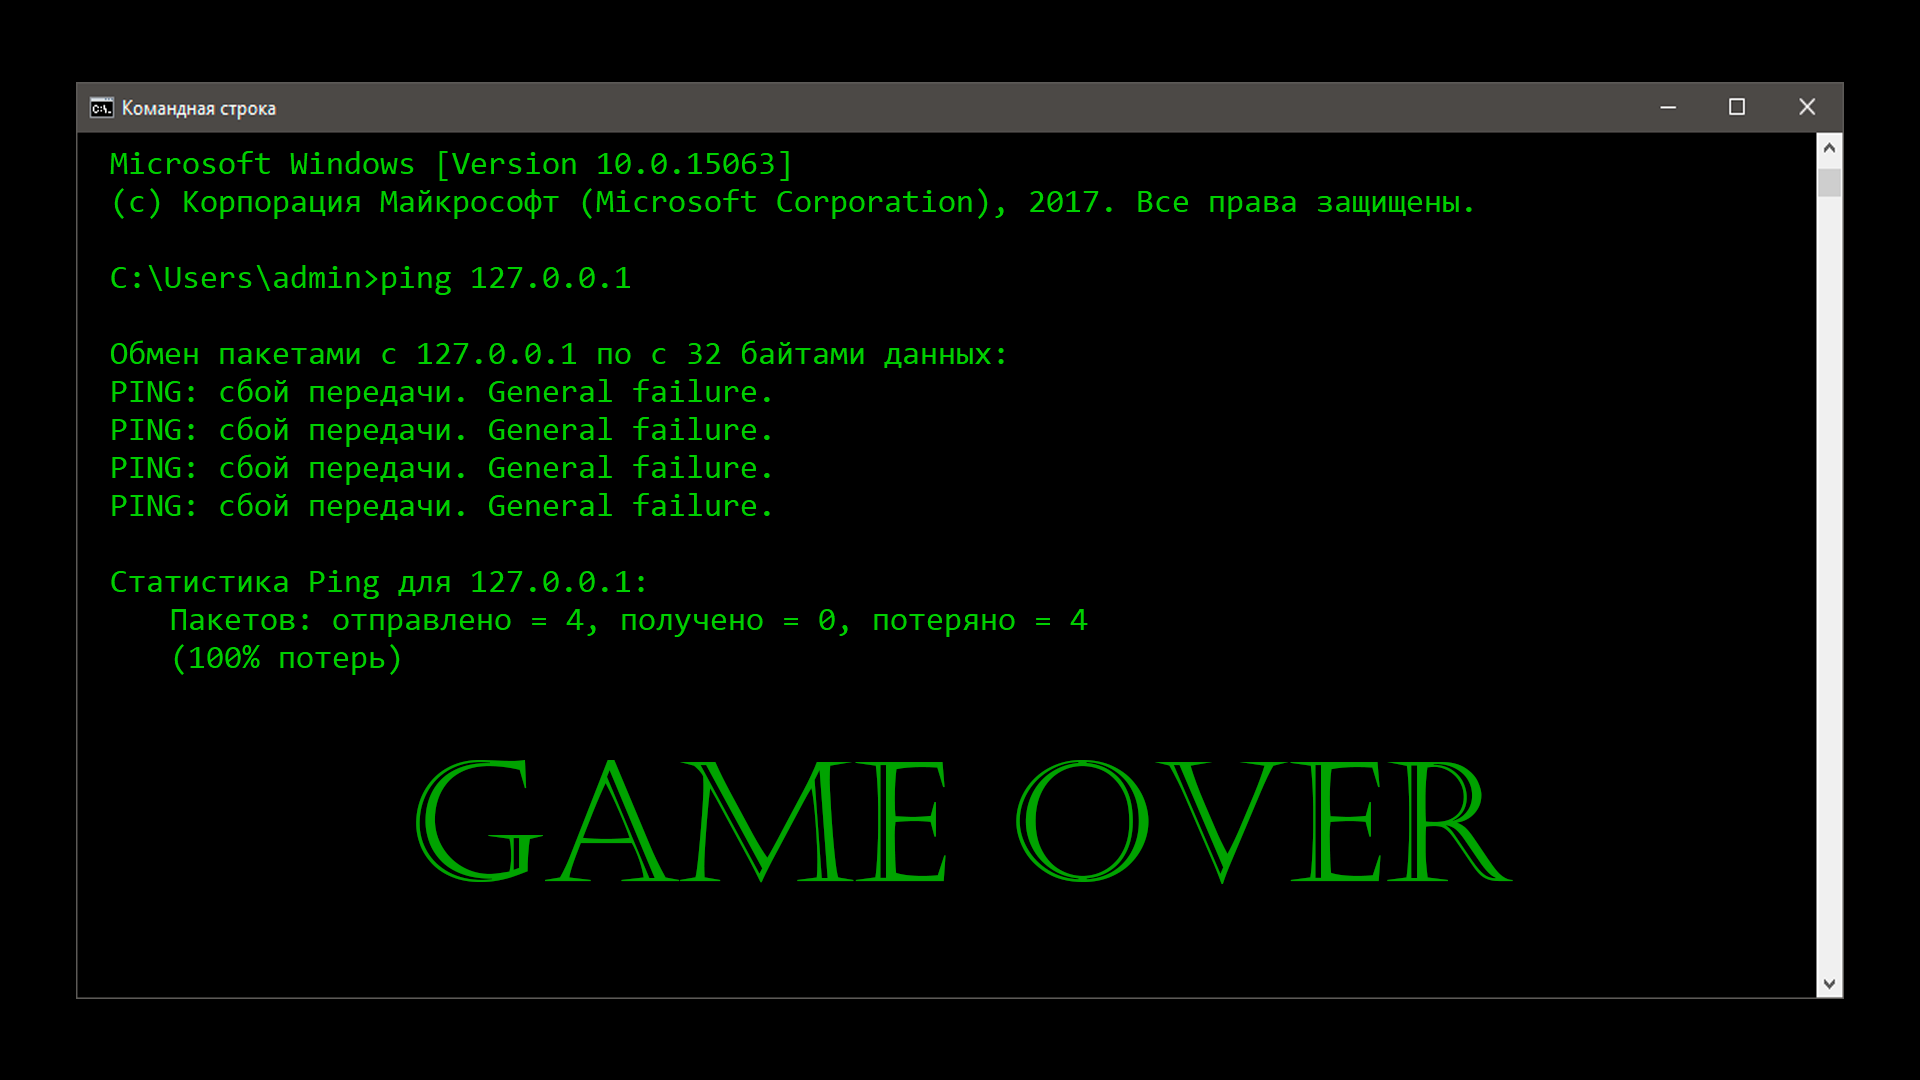 Командная строка
Microsoft Windows [Version 10.0.15063]
(c) Корпорация Майкрософт (Microsoft Corporation), 2017. Все права защищены.
C:\Users\admin>ping 127.0.0.1
Обмен пакетами с 127.0.0.1 по с 32 байтами данных:
PING: сбой передачи. General failure.
PING: сбой передачи. General failure.
PING: сбой передачи. General failure.
PING: сбой передачи. General failure.
Статистика Ping для 127.0.0.1:
Пакетов: отправлено = 4, получено = 0, потеряно = 4
(100% потерь)
GAME OVER